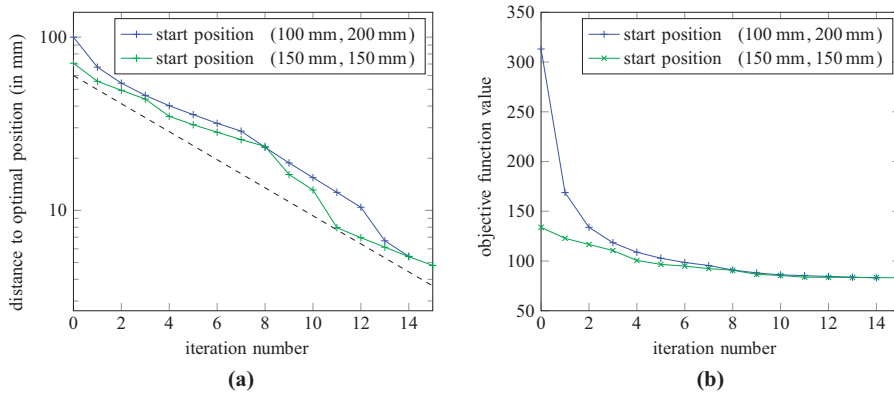 100
10
distance to optimal position (in mm)
start position (100 mm, 200 mm)
start position (150 mm, 150 mm)
0 2 4 6 8 10 12 14
iteration number
(a)
350
300
250
200
150
100
50
objective function value
start position (100 mm, 200 mm)
start position (150 mm, 150 mm)
0 2 4 6 8 10 12 14
iteration number
(b)